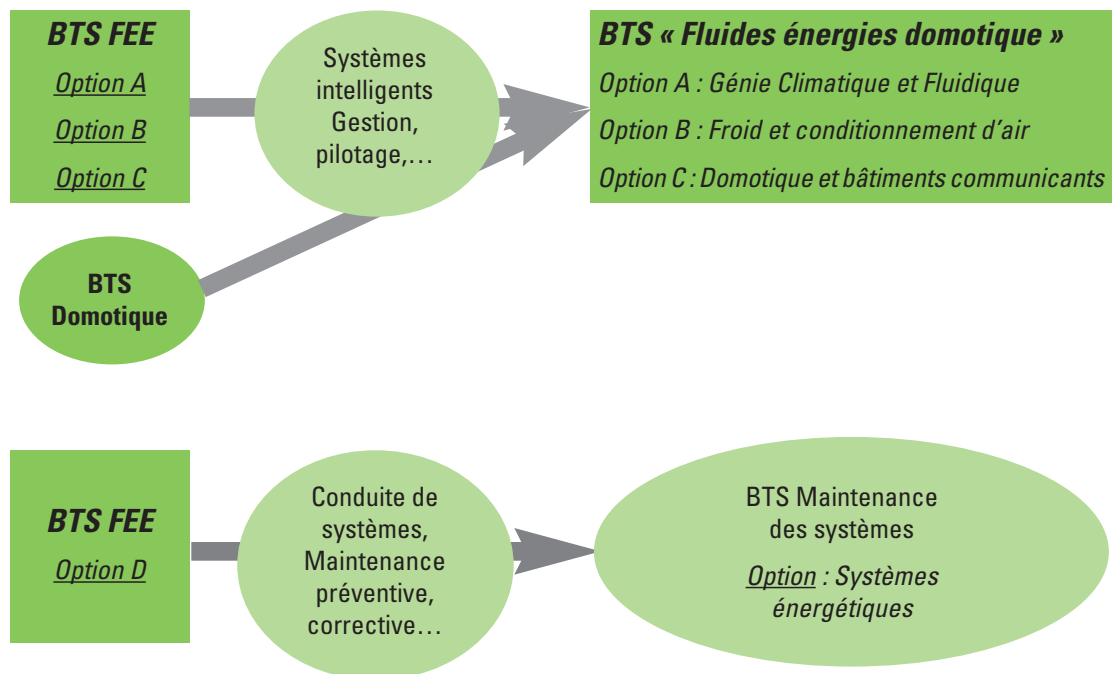 BTS FEE
Option A
Option B
Option C
Systèmes
intelligents
Gestion,
pilotage,…
BTS « Fluides énergies domotique »
Option A : Génie Climatique et Fluidique
Option B : Froid et conditionnement d’air
Option C : Domotique et bâtiments communicants
BTS
Domotique
BTS FEE
Option D
Conduite de
systèmes,
Maintenance
préventive,
corrective…
BTS Maintenance
des systèmes
Option : Systèmes
énergétiques